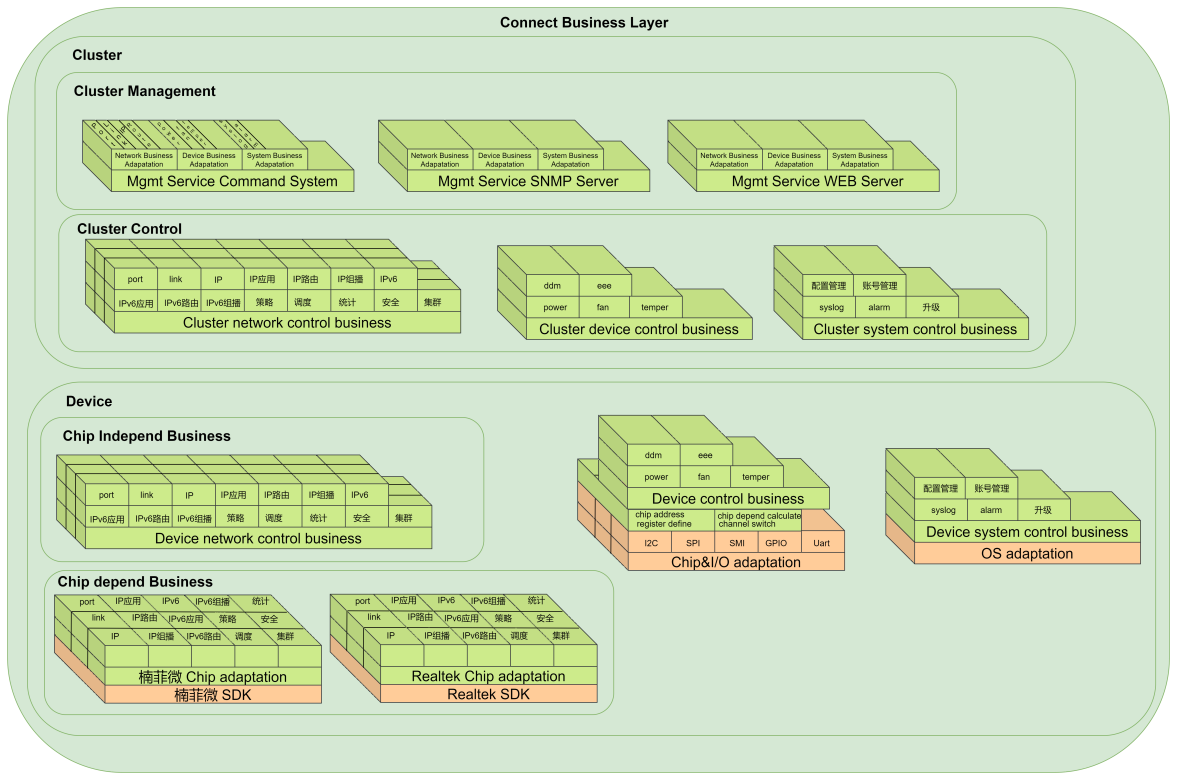 Connect Business Layer
Cluster
Cluster Management
Network Business
Adapatation
Device Business
Adapatation
System Business
Adapatation
Mgmt Service Command System
Network Business
Adapatation
Device Business
Adapatation
System Business
Adapatation
Mgmt Service SNMP Server
Network Business
Adapatation
Device Business
Adapatation
System Business
Adapatation
Mgmt Service WEB Server
Cluster Control
port link IP IP应用 IP路由 IP组播 IPv6
IPv6应用 IPv6路由 IPv6组播 策略 调度 统计 安全 集群
Cluster network control business
ddm eee
power fan temper
Cluster device control business
配置管理 账号管理
syslog alarm 升级
Cluster system control business
Device
Chip Independ Business
port link IP IP应用 IP路由 IP组播 IPv6
IPv6应用 IPv6路由 IPv6组播 策略 调度 统计 安全 集群
Device network control business
ddm eee
power fan temper
Device control business
chip address
register define
chip depend calculate
channel switch
I2C SPI SMI GPIO Uart
Chip&I/O adaptation
配置管理 账号管理
syslog alarm 升级
Device system control business
OS adaptation
Chip depend Business
port IP应用 IPv6 IPv6组播 统计
link IP路由 IPv6应用 策略 安全
IP IP组播 IPv6路由 调度 集群
楠菲微 Chip adaptation
楠菲微 SDK
port IP应用 IPv6 IPv6组播 统计
link IP路由 IPv6应用 策略 安全
IP IP组播 IPv6路由 调度 集群
Realtek Chip adaptation
Realtek SDK